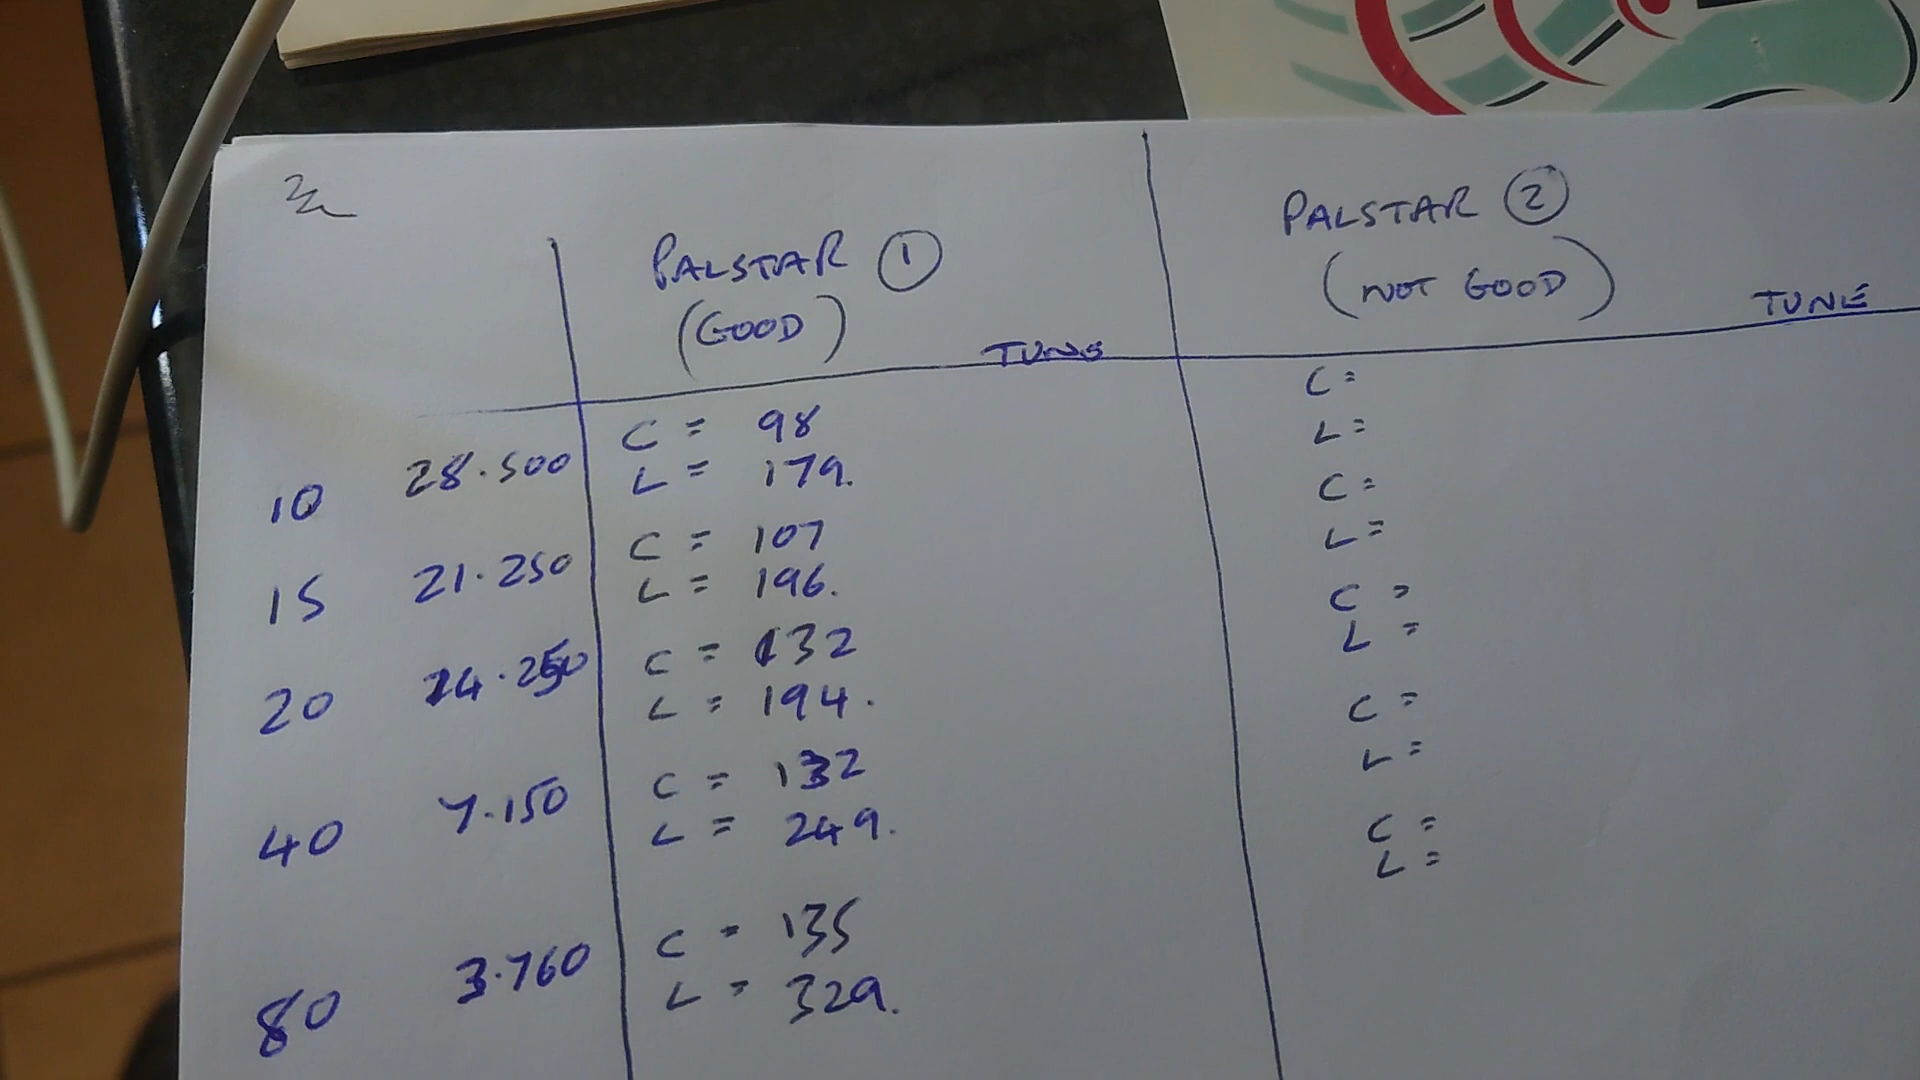 PALSTAR ①
(GOOD)
TUNE
PALSTAR ②
(NOT GOOD)
TUNE
10 28.500 C = 98
L = 179.
15 21.250 C = 107
L = 196.
20 14.250 C = 132
L = 194.
40 7.150 C = 132
L = 249.
80 3.760 C = 135
L = 329.
C =
L =
C =
L =
C =
L =
C =
L =
C =
L =